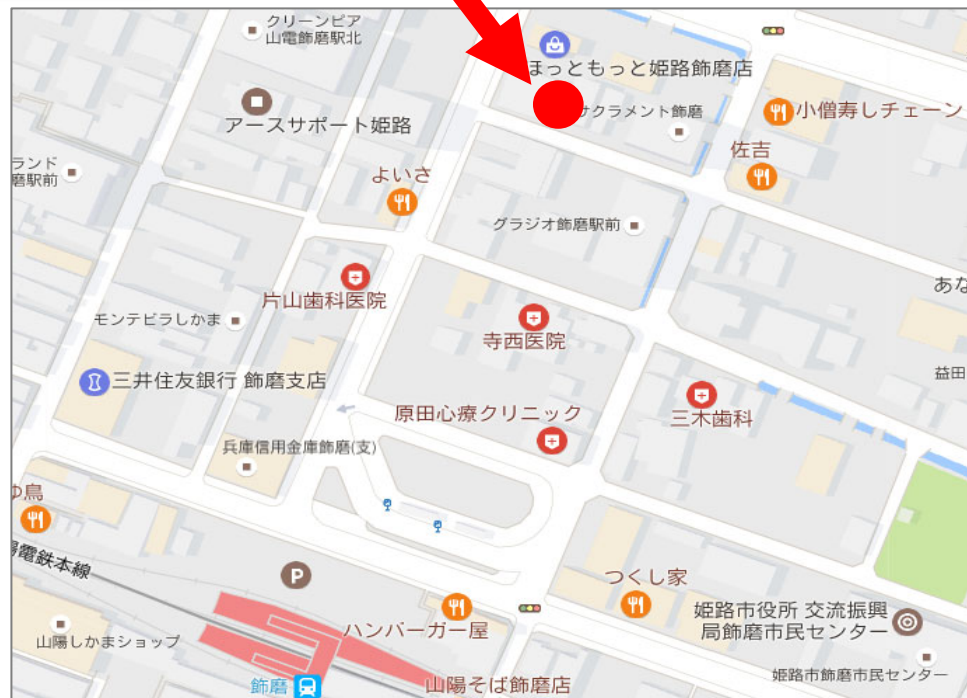 クリーンピア
山電飾磨駅北
ほっともっと姫路飾磨店
アースサポート姫路
サクラメント飾磨
小僧寿しチェーン
佐吉
ランド
磨駅前
よいさ
グラジオ飾磨駅前
片山歯科医院
あな
モンテビラしかま
寺西医院
三井住友銀行 飾磨支店
益田
原田心療クリニック
三木歯科
兵庫信用金庫飾磨(支)
ゆ鳥
陽電鉄本線
P
つくし家
姫路市役所 交流振興
局飾磨市民センター
ハンバーガー屋
山陽しかまショップ
姫路市飾磨市民センター
飾磨
山陽そば飾磨店